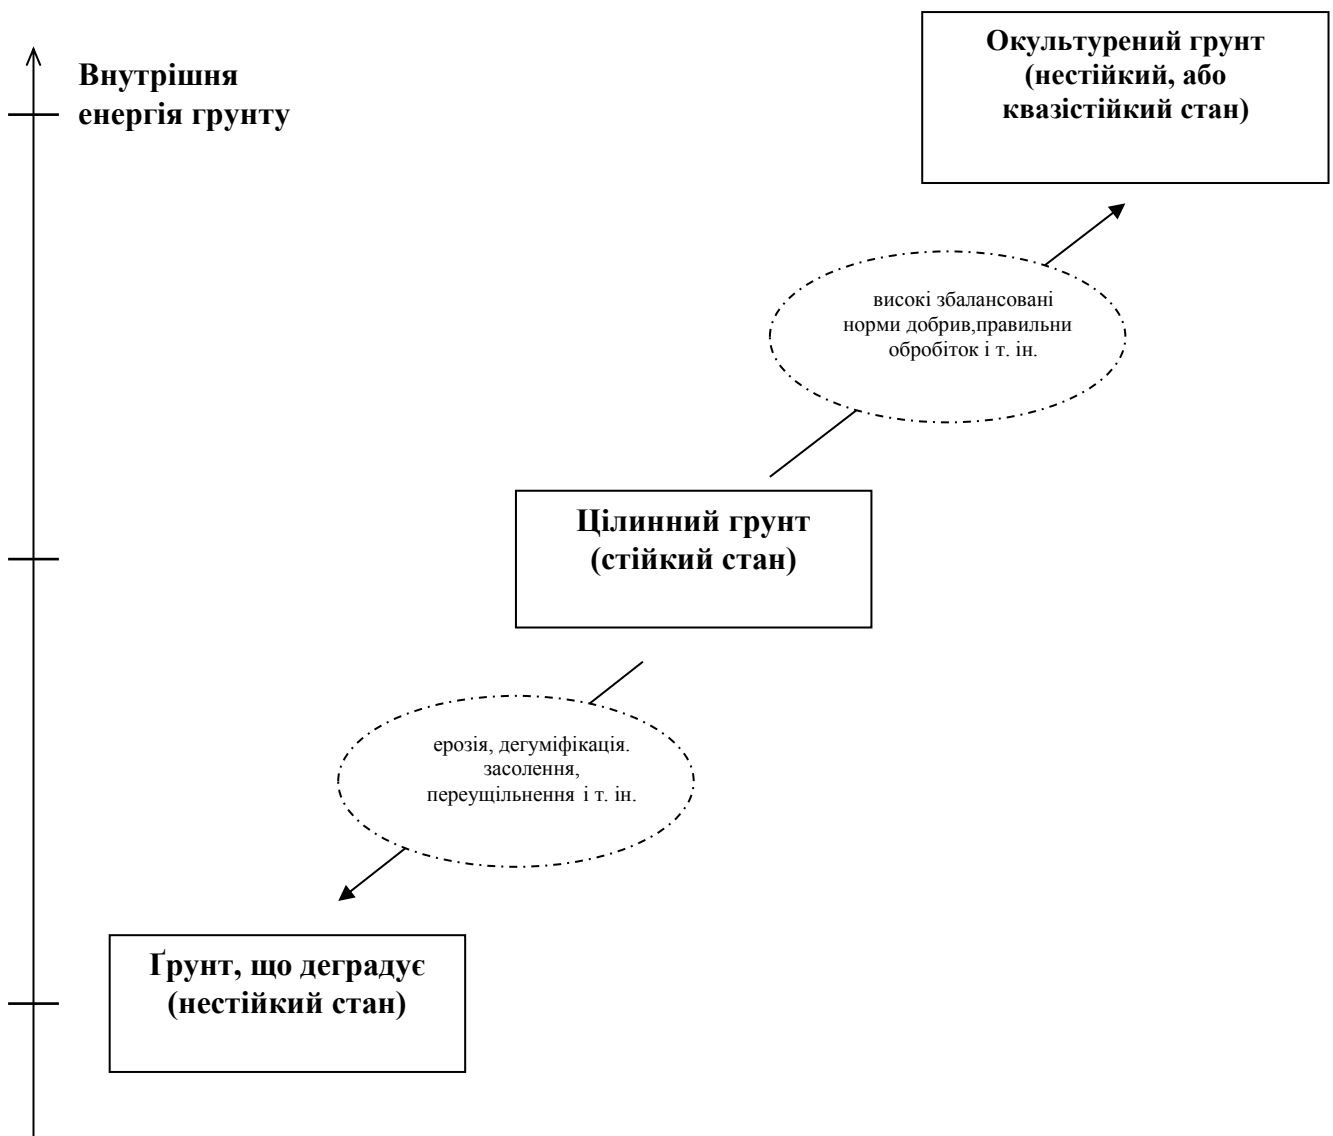 Окультурений грунт
(нестійкий, або
квазістійкий стан)
Внутрішня
енергія грунту
високі збалансовані
норми добрив,правильни
обробіток і т. ін.
Цілинний грунт
(стійкий стан)
ерозія, дегуміфікація.
засолення,
переущільнення і т. ін.
Ґрунт, що деградує
(нестійкий стан)